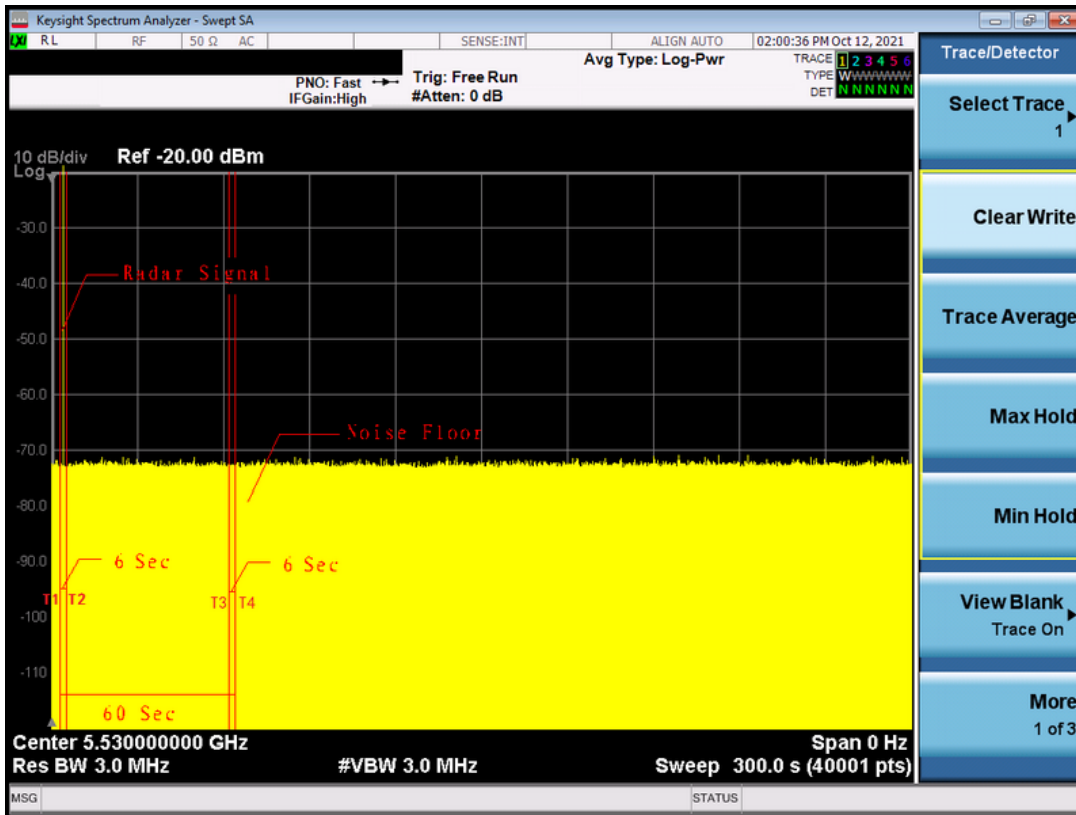 Keysight Spectrum Analyzer - Swept SA
LXI RL RF 50 Ω AC SENSE:INT ALIGN AUTO 02:00:36 PM Oct 12, 2021
Avg Type: Log-Pwr
TRACE 1 2 3 4 5 6
TYPE WWWWWWW
DET N N N N N N
PNO: Fast
IFGain:High
Trig: Free Run
#Atten: 0 dB
10 dB/div Ref -20.00 dBm
Log
-30.0
Radar Signal
-40.0
-50.0
-60.0
Noise Floor
-70.0
-80.0
-90.0
6 Sec 6 Sec
T1 T2 T3 T4
-100
-110
60 Sec
Center 5.530000000 GHz Span 0 Hz
Res BW 3.0 MHz #VBW 3.0 MHz Sweep 300.0 s (40001 pts)
MSG STATUS
Trace/Detector
Select Trace
1
Clear Write
Trace Average
Max Hold
Min Hold
View Blank
Trace On
More
1 of 3